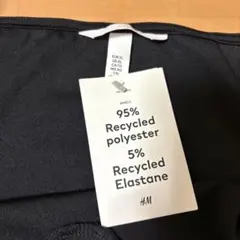 95%
Recycled
polyester
5%
Recycled
Elastane
H&M